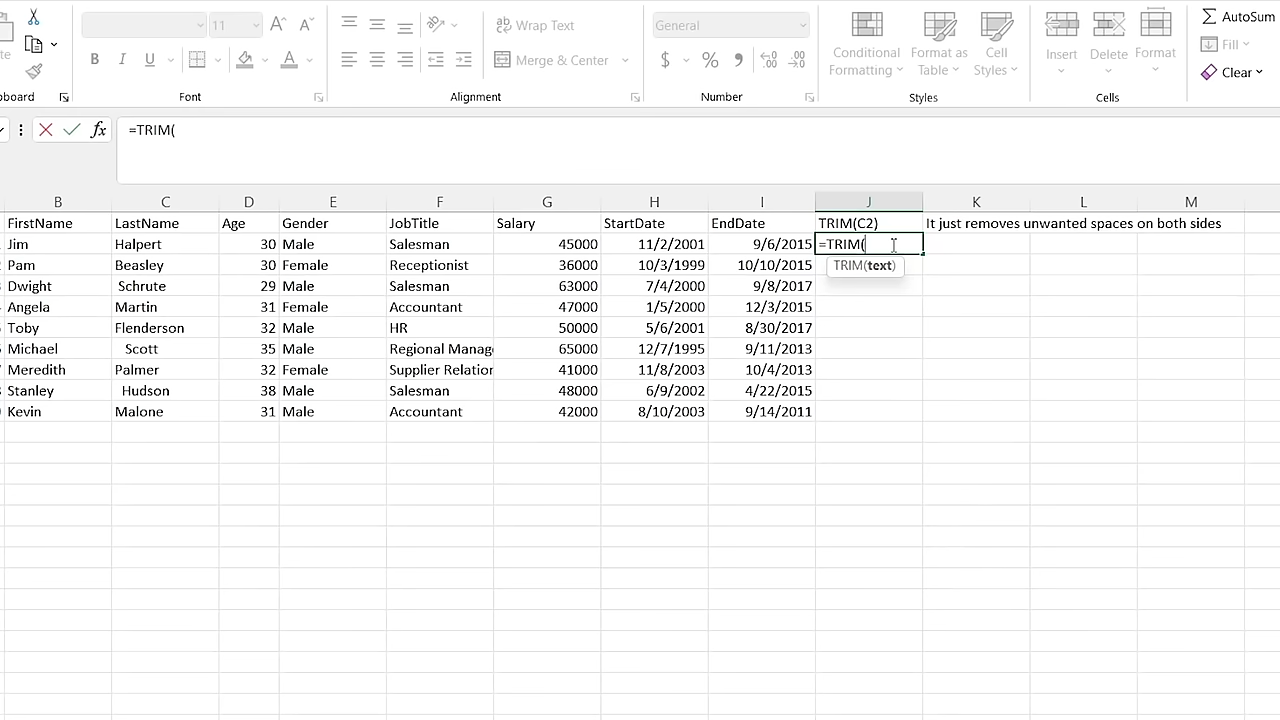 11
A A
ab Wrap Text
General
AutoSum
Conditional Formatting
Format as Table
Cell Styles
Insert
Delete
Format
Fill
B I U
A
Merge & Center
$ % 9
Clear
Font
Alignment
Number
Styles
Cells
fx
=TRIM(
B C D E F G H I J K L M
FirstName LastName Age Gender JobTitle Salary StartDate EndDate TRIM(C2) It just removes unwanted spaces on both sides
Jim Halpert 30 Male Salesman 45000 11/2/2001 9/6/2015 =TRIM(
Pam Beasley 30 Female Receptionist 36000 10/3/1999 10/10/2015 TRIM(text)
Dwight Schrute 29 Male Salesman 63000 7/4/2000 9/8/2017
Angela Martin 31 Female Accountant 47000 1/5/2000 12/3/2015
Toby Flenderson 32 Male HR 50000 5/6/2001 8/30/2017
Michael Scott 35 Male Regional Manag 65000 12/7/1995 9/11/2013
Meredith Palmer 32 Female Supplier Relation 41000 11/8/2003 10/4/2013
Stanley Hudson 38 Male Salesman 48000 6/9/2002 4/22/2015
Kevin Malone 31 Male Accountant 42000 8/10/2003 9/14/2011